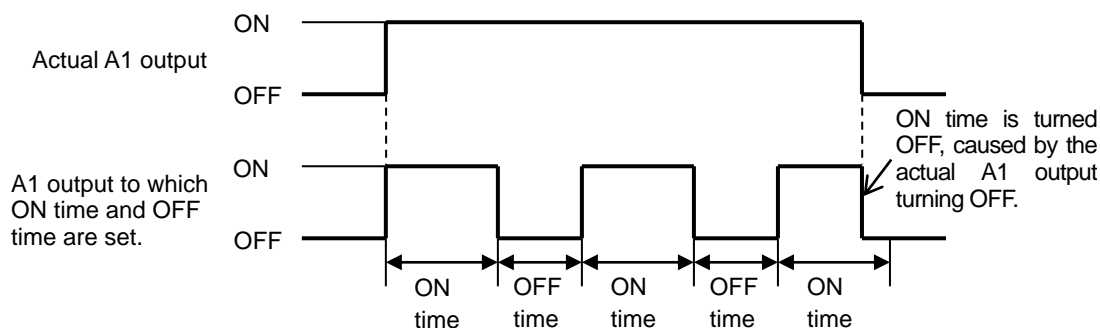 ON
Actual A1 output
OFF
ON time is turned
OFF, caused by the
actual A1 output
turning OFF.
ON
A1 output to which
ON time and OFF
time are set.
OFF
ON
time
OFF
time
ON
time
OFF
time
ON
time